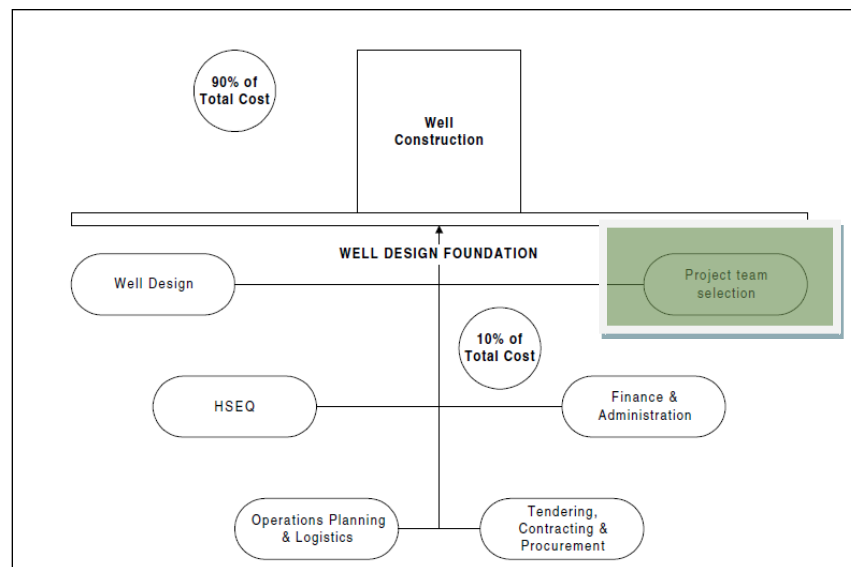 90% of
Total Cost
Well
Construction
WELL DESIGN FOUNDATION
Well Design
Project team
selection
10% of
Total Cost
HSEQ
Finance &
Administration
Operations Planning
& Logistics
Tendering,
Contracting &
Procurement